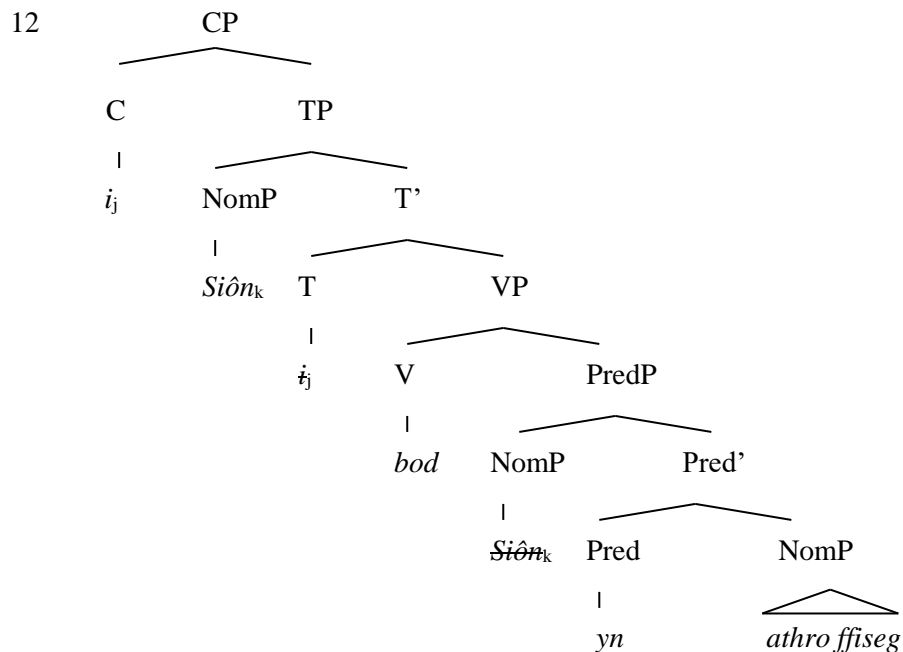 12 CP
C TP
i_j NomP T’
Siôn_k T VP
i_j V PredP
bod NomP Pred’
Siôn_k Pred NomP
yn athro ffiseg